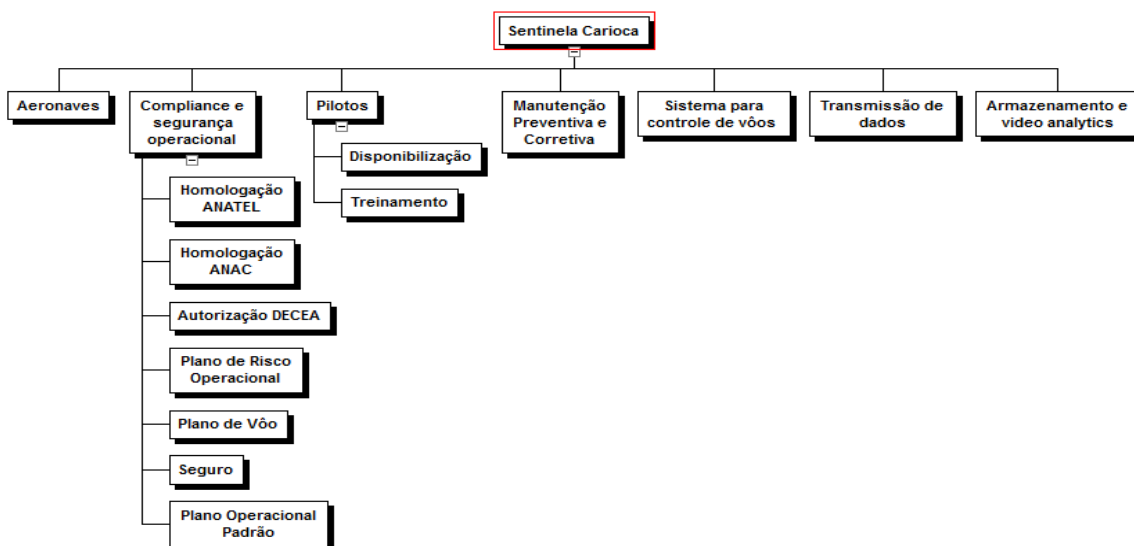 Sentinela Carioca
Aeronaves
Compliance e
segurança
operacional
Pilotos
Manutenção
Preventiva e
Corretiva
Sistema para
controle de vôos
Transmissão de
dados
Armazenamento e
video analytics
Homologação
ANATEL
Homologação
ANAC
Autorização DECEA
Plano de Risco
Operacional
Plano de Vôo
Seguro
Plano Operacional
Padrão
Disponibilização
Treinamento